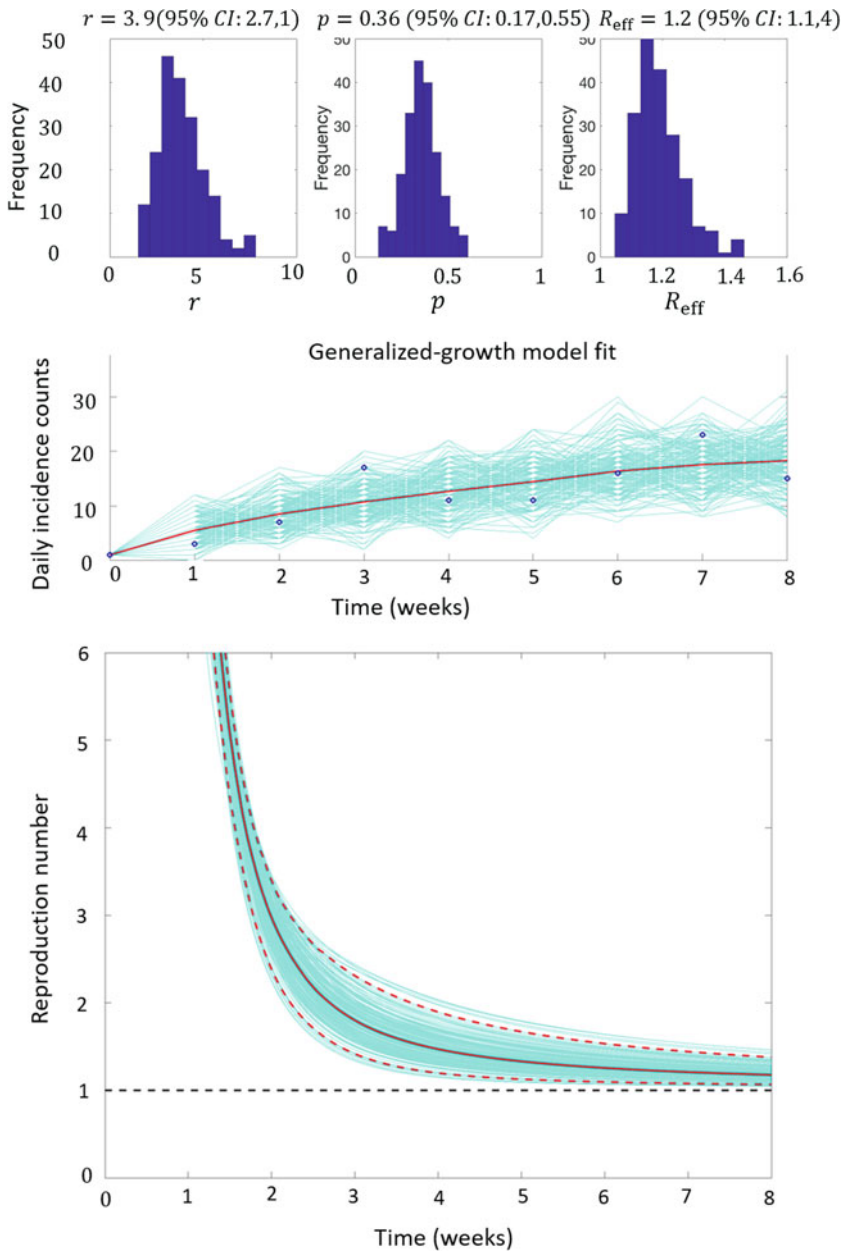 r = 3.9(95% CI: 2.7,1) p = 0.36 (95% CI: 0.17,0.55) R_eff = 1.2 (95% CI: 1.1,4)
50 50 50
40 40 40
30 30 30
20 20 20
10 10 10
0 0 0
Frequency Frequency Frequency
0 5 10 0 0.5 1 1 1.2 1.4 1.6
r p R_eff
Generalized-growth model fit
30
20
10
0
Daily incidence counts
0 1 2 3 4 5 6 7 8
Time (weeks)
6
5
4
3
2
1
0
Reproduction number
0 1 2 3 4 5 6 7 8
Time (weeks)